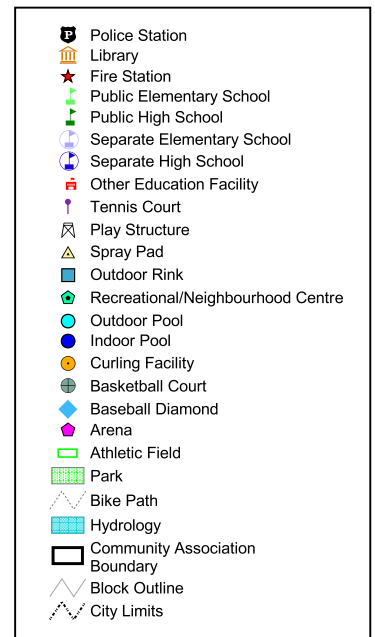 P Police Station
Library
Fire Station
Public Elementary School
Public High School
Separate Elementary School
Separate High School
Other Education Facility
Tennis Court
Play Structure
Spray Pad
Outdoor Rink
Recreational/Neighbourhood Centre
Outdoor Pool
Indoor Pool
Curling Facility
Basketball Court
Baseball Diamond
Arena
Athletic Field
Park
Bike Path
Hydrology
Community Association
Boundary
Block Outline
City Limits